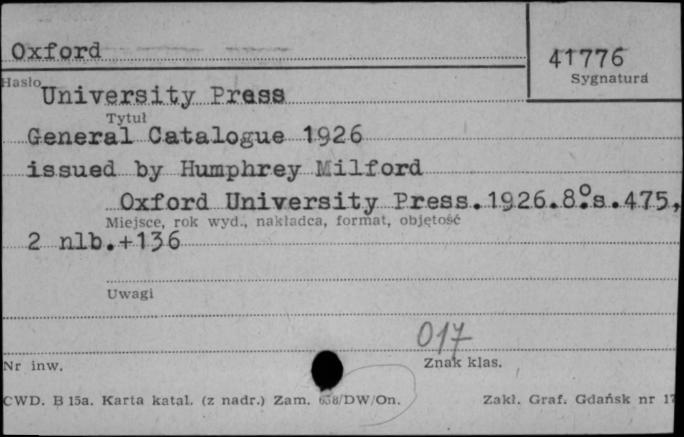 Oxford
41776
Sygnatura
Hasło
University Press
Tytuł
General Catalogue 1926
issued by Humphrey Milford
Oxford University Press.1926.8°s.475,
Miejsce, rok wyd., nakładca, format, objętość
2 nlb.+136
Uwagi
017
Nr inw.
Znak klas.
CWD. B 15a. Karta katal. (z nadr.) Zam. /DW/On.
Zakł. Graf. Gdańsk nr 17